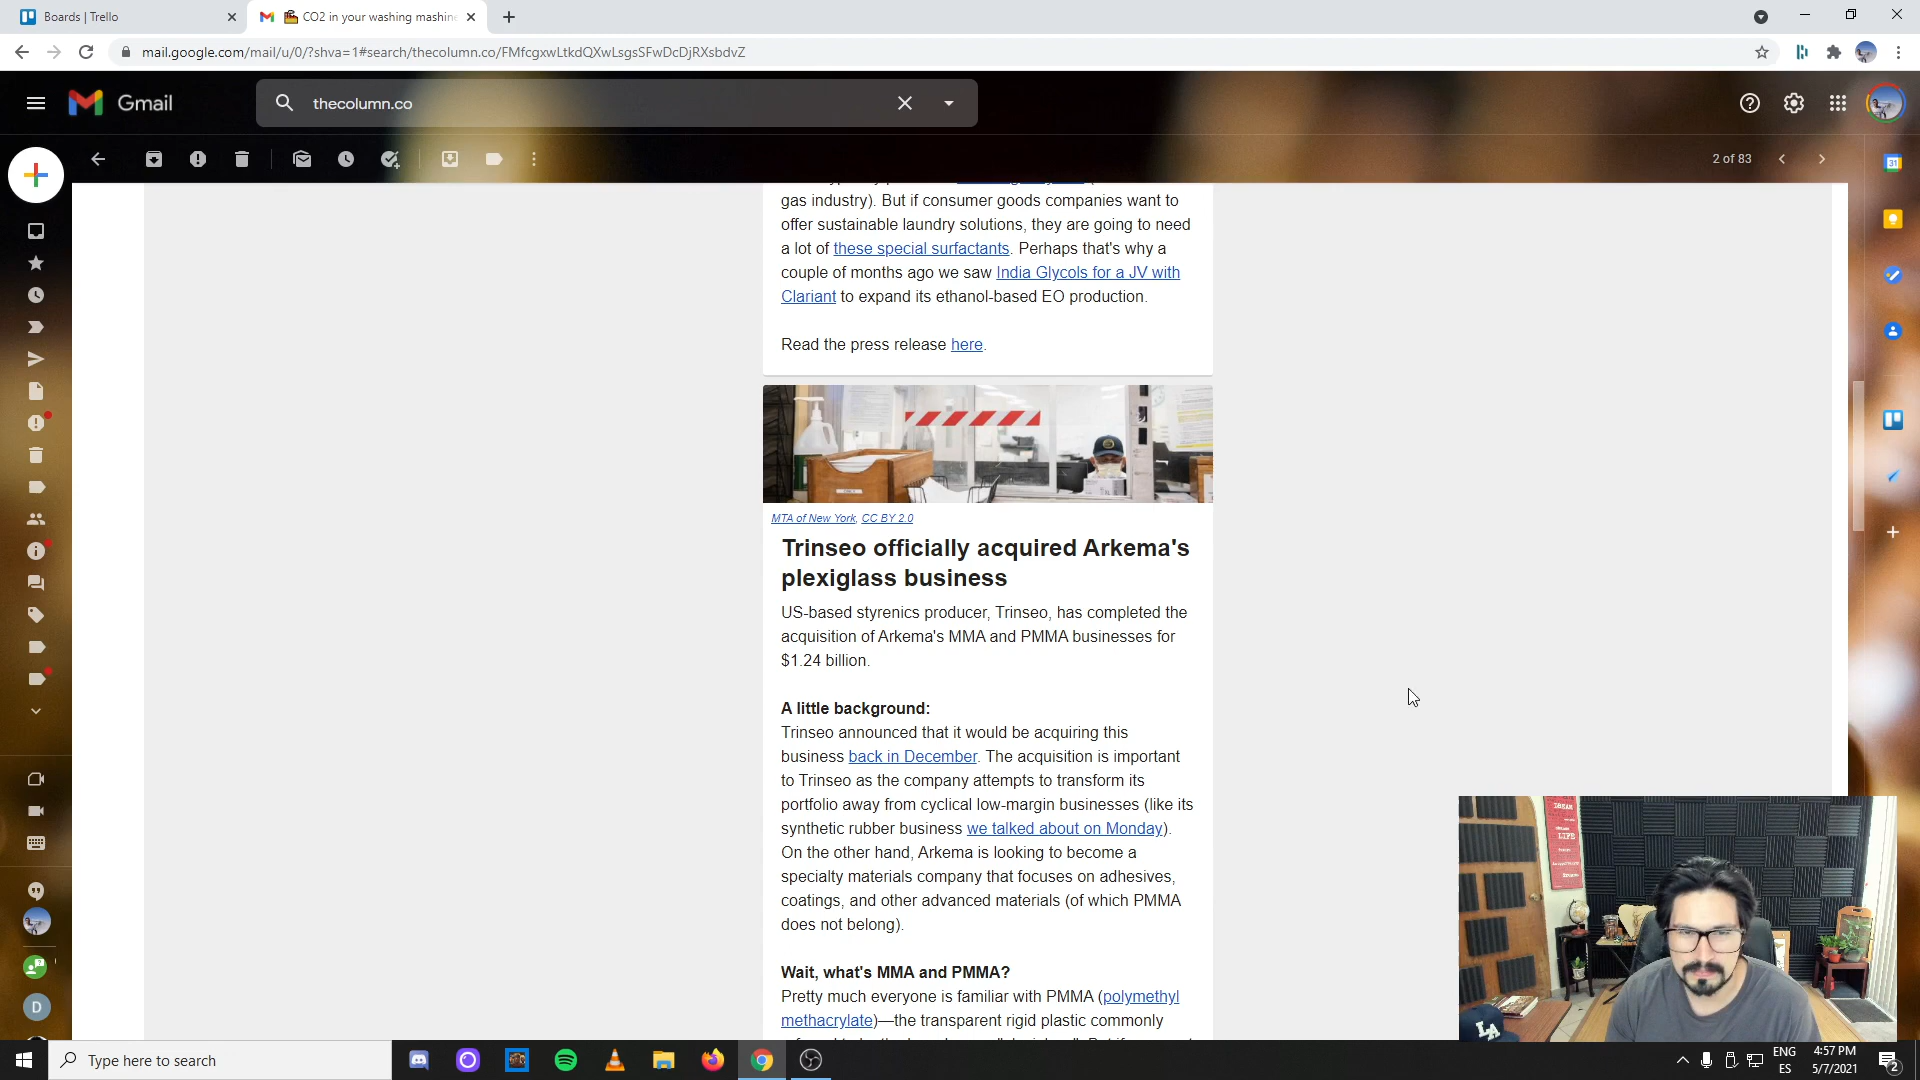 Boards | Trello
CO2 in your washing mashine
mail.google.com/mail/u/0/?shva=1#search/thecolumn.co/FMfcgxwLtkdQXwLsgsSFwDcDjRXsbdvZ
Gmail
thecolumn.co
2 of 83
31
gas industry). But if consumer goods companies want to
offer sustainable laundry solutions, they are going to need
a lot of these special surfactants. Perhaps that's why a
couple of months ago we saw India Glycols for a JV with
Clariant to expand its ethanol-based EO production.
Read the press release here.
MTA of New York, CC BY 2.0
Trinseo officially acquired Arkema's
plexiglass business
US-based styrenics producer, Trinseo, has completed the
acquisition of Arkema's MMA and PMMA businesses for
$1.24 billion.
A little background:
Trinseo announced that it would be acquiring this
business back in December. The acquisition is important
to Trinseo as the company attempts to transform its
portfolio away from cyclical low-margin businesses (like its
synthetic rubber business we talked about on Monday).
On the other hand, Arkema is looking to become a
specialty materials company that focuses on adhesives,
coatings, and other advanced materials (of which PMMA
does not belong).
Wait, what's MMA and PMMA?
Pretty much everyone is familiar with PMMA (polymethyl
methacrylate)—the transparent rigid plastic commonly
D
DREAM
LIFE
LA
Type here to search
ENG
ES
4:57 PM
5/7/2021
2